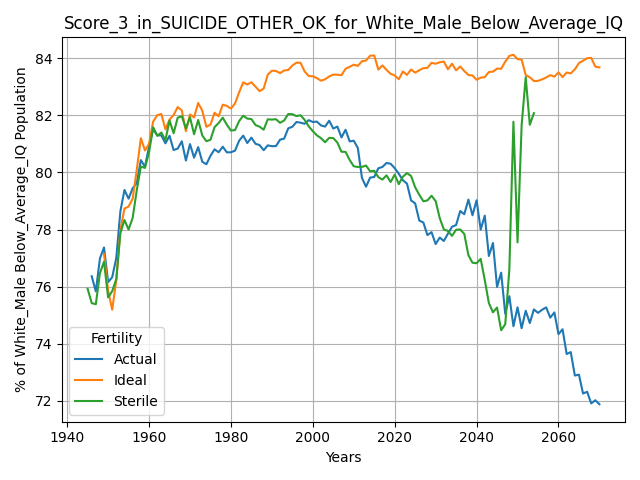 Score_3_in_SUICIDE_OTHER_OK_for_White_Male_Below_Average_IQ
% of White_Male Below_Average_IQ Population
84
82
80
78
76
74
72
Fertility
Actual
Ideal
Sterile
1940 1960 1980 2000 2020 2040 2060
Years